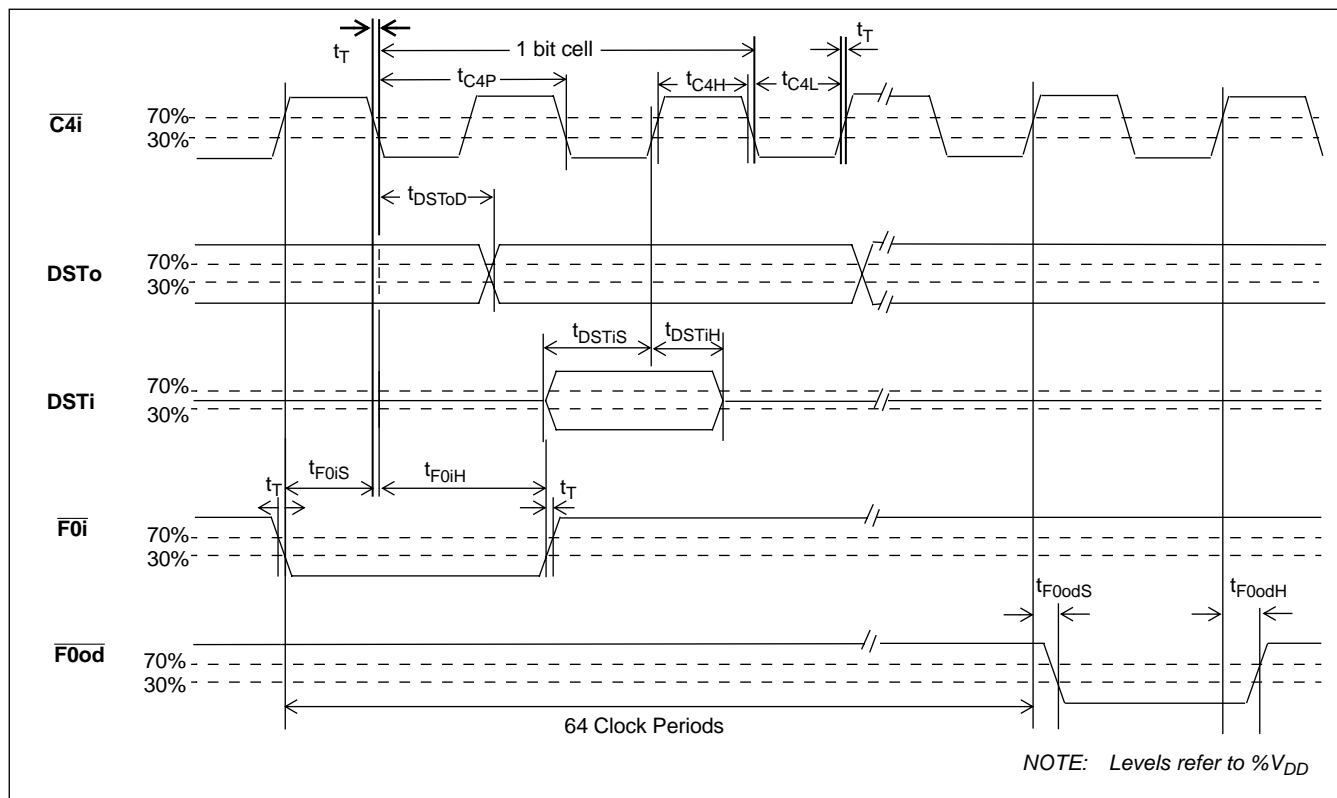 tT
1 bit cell
tT
tC4P
tC4H
tC4L
C4i
70%
30%
tDSToD
DSTo
70%
30%
tDSTiS
tDSTiH
DSTi
70%
30%
tT
tF0iS
tF0iH
tT
F0i
70%
30%
tF0odS
tF0odH
F0od
70%
30%
64 Clock Periods
NOTE: Levels refer to %VDD